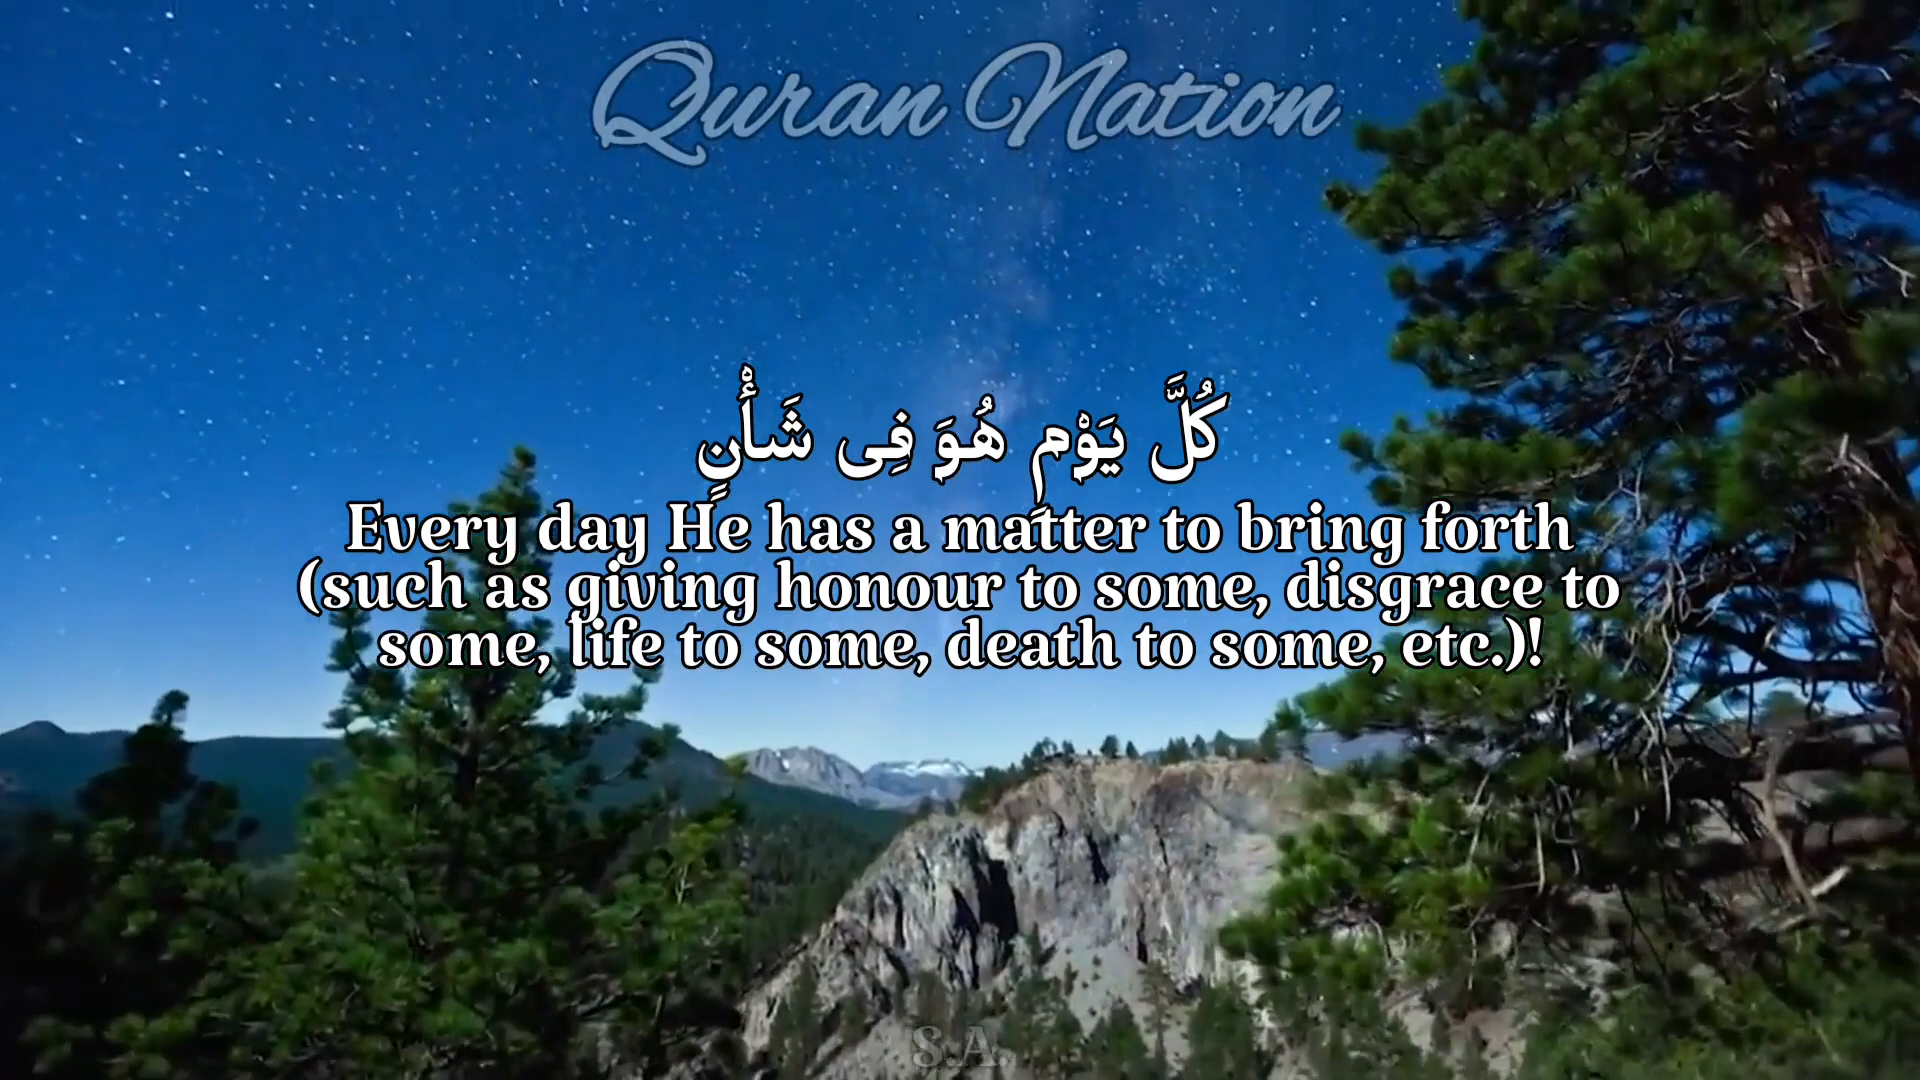 Quran Nation
كُلَّ يَوْمٍ هُوَ فِى شَأْنٍ
Every day He has a matter to bring forth
(such as giving honour to some, disgrace to
some, life to some, death to some, etc.)!
S.A.